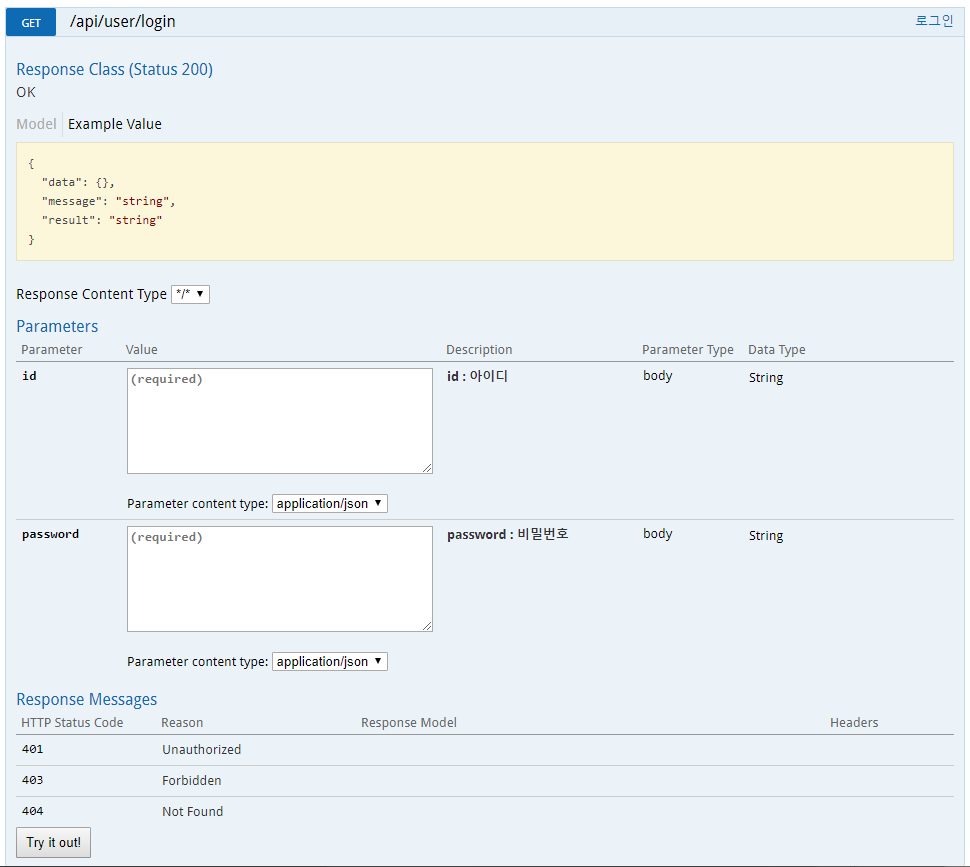 GET /api/user/login 로그인
Response Class (Status 200)
OK
Model Example Value
{
  "data": {},
  "message": "string",
  "result": "string"
}
Response Content Type */* ▼
Parameters
Parameter Value Description Parameter Type Data Type
id (required) id : 아이디 body String
Parameter content type: application/json ▼
password (required) password : 비밀번호 body String
Parameter content type: application/json ▼
Response Messages
HTTP Status Code Reason Response Model Headers
401 Unauthorized
403 Forbidden
404 Not Found
Try it out!